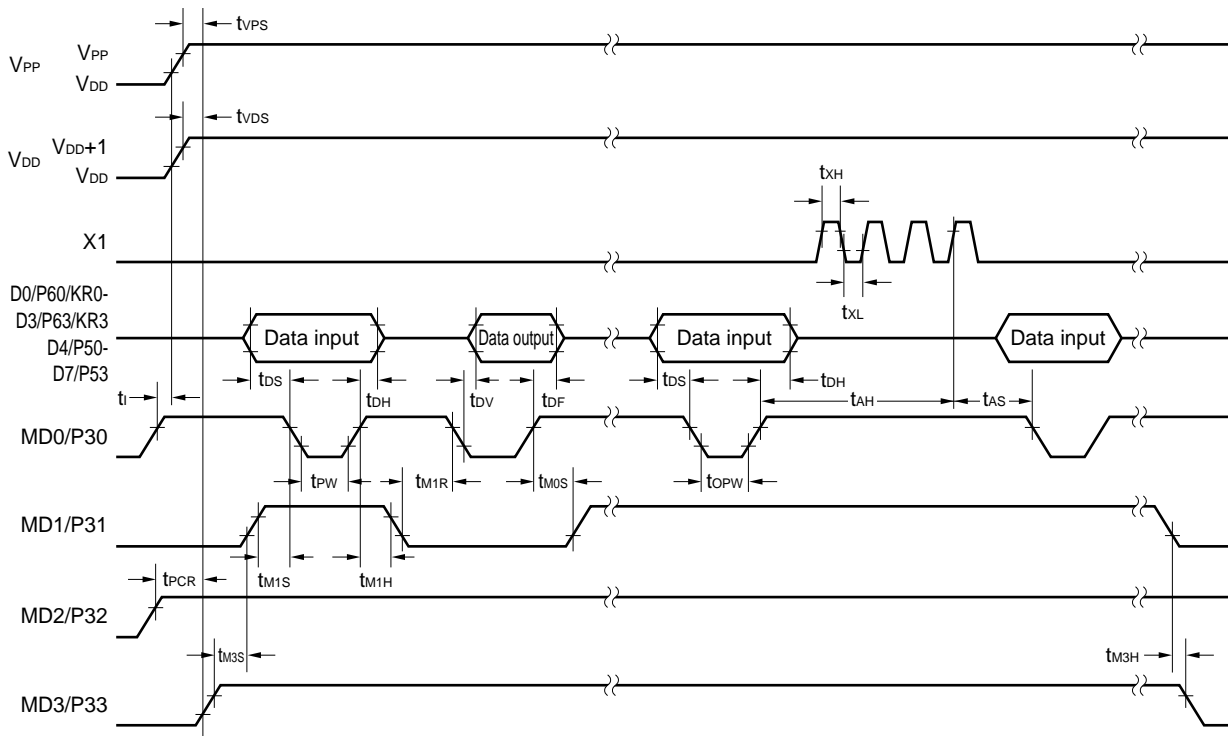 tVPS
VPP
VPP
VDD
tVDS
VDD
VDD+1
VDD
tXH
X1
tXL
D0/P60/KR0-
D3/P63/KR3
D4/P50-
D7/P53
Data input
Data output
Data input
Data input
tI
tDS
tDH
tDV
tDF
tDS
tDH
tAH
tAS
MD0/P30
tPW
tM1R
tM0S
tOPW
MD1/P31
tM1S
tM1H
tPCR
MD2/P32
tM3S
tM3H
MD3/P33